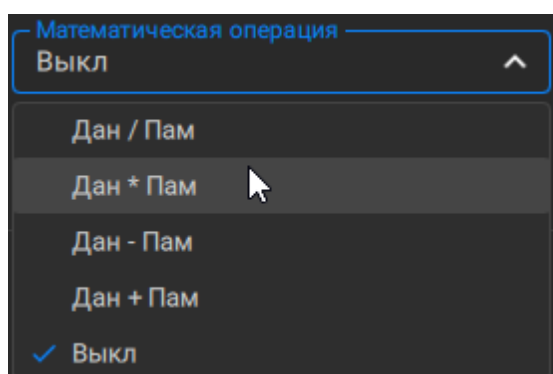 Математическая операция
Выкл
Дан / Пам
Дан * Пам
Дан - Пам
Дан + Пам
Выкл